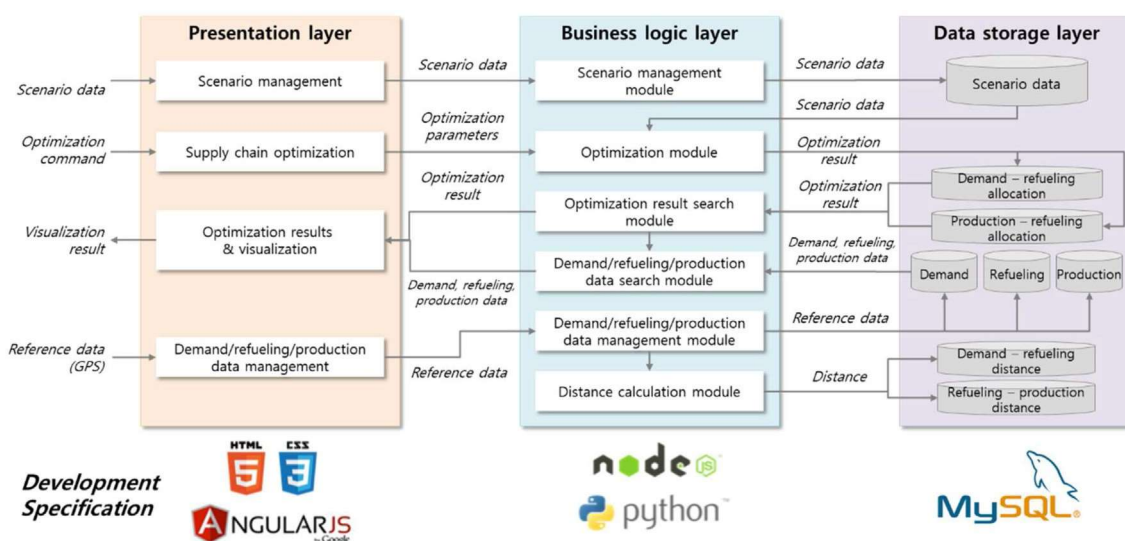 Presentation layer
Business logic layer
Data storage layer
Scenario data
Scenario management
Scenario data
Scenario management
module
Scenario data
Scenario data
Scenario data
Optimization
command
Supply chain optimization
Optimization
parameters
Optimization module
Optimization
result
Demand – refueling
allocation
Production – refueling
allocation
Visualization
result
Optimization results
& visualization
Optimization
result
Optimization result search
module
Optimization
result
Demand, refueling,
production data
Demand/refueling/production
data search module
Demand, refueling,
production data
Demand
Refueling
Production
Reference data
(GPS)
Demand/refueling/production
data management
Reference data
Demand/refueling/production
data management module
Reference data
Distance calculation module
Distance
Demand – refueling
distance
Refueling – production
distance
Development
Specification
HTML
5
CSS
3
ANGULARJS
by Google
node
JS
python
MySQL